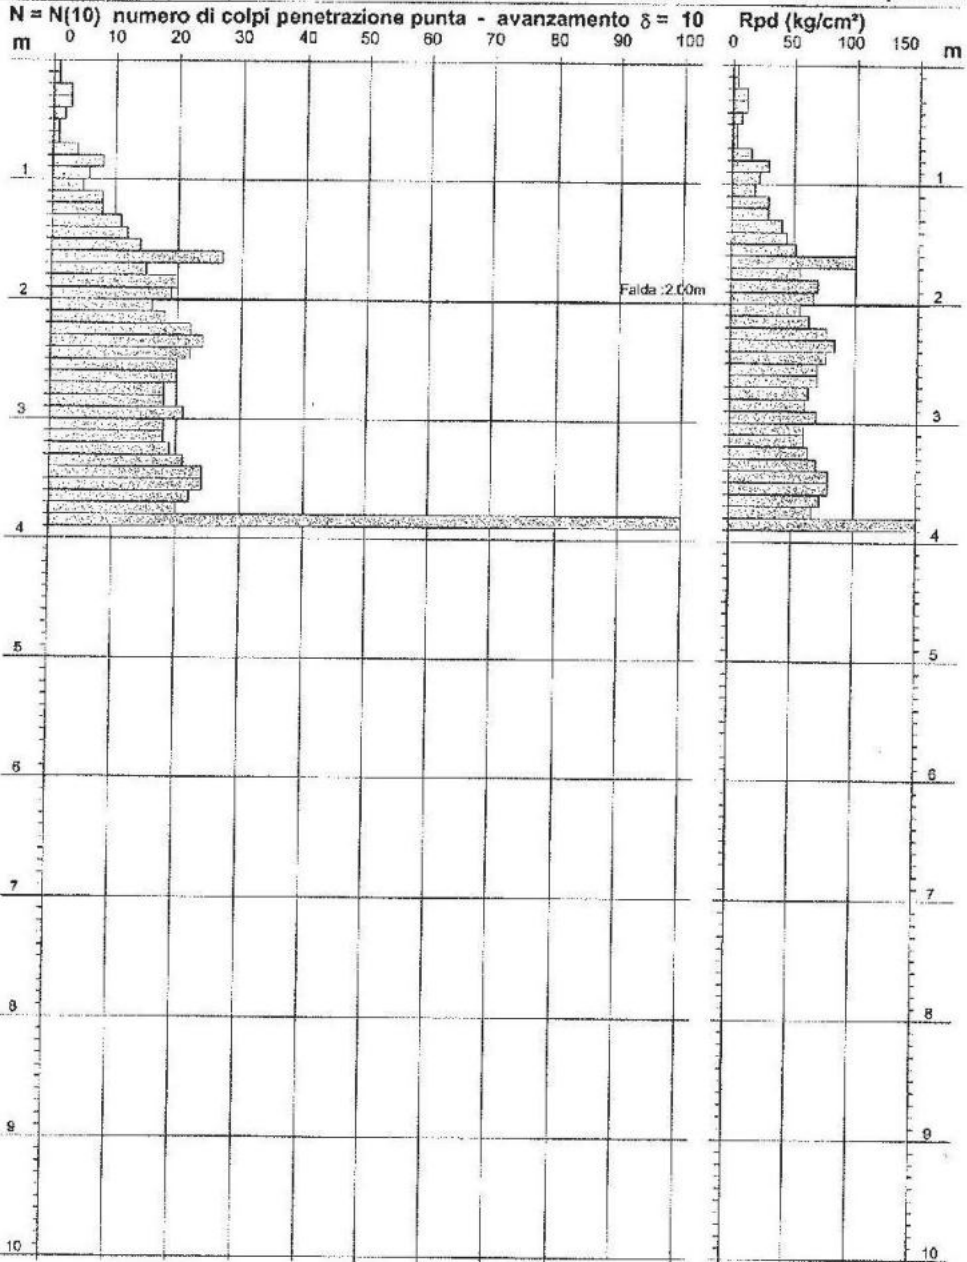 N = N(10) numero di colpi penetrazione punta - avanzamento δ = 10
Rpd (kg/cm²)
m 0 10 20 30 40 50 60 70 80 90 100
0 50 100 150 m
1 1
2 Falda :2.00m 2
3 3
4 4
5 5
6 6
7 7
8 8
9 9
10 10